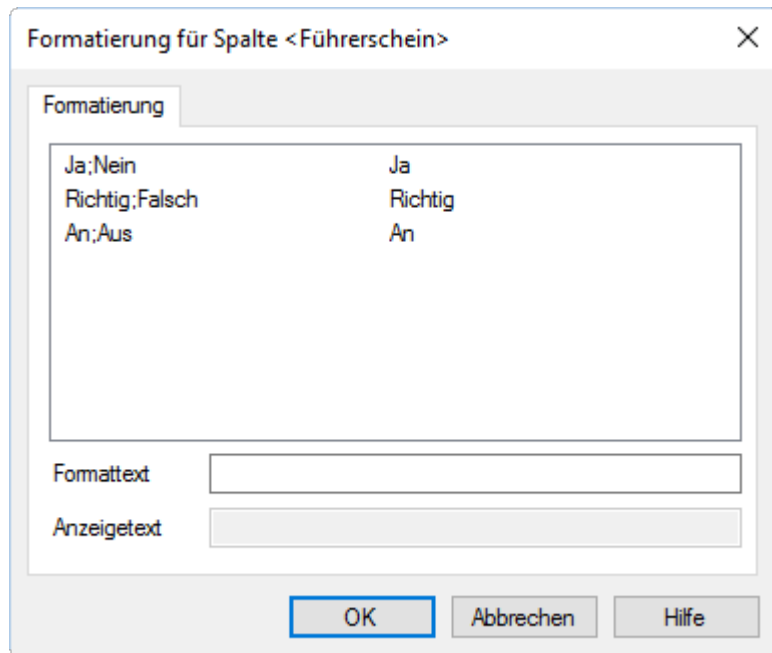 Formatierung für Spalte <Führerschein>
Formatierung
Ja;Nein Ja
Richtig;Falsch Richtig
An;Aus An
Formattext
Anzeigetext
OK Abbrechen Hilfe